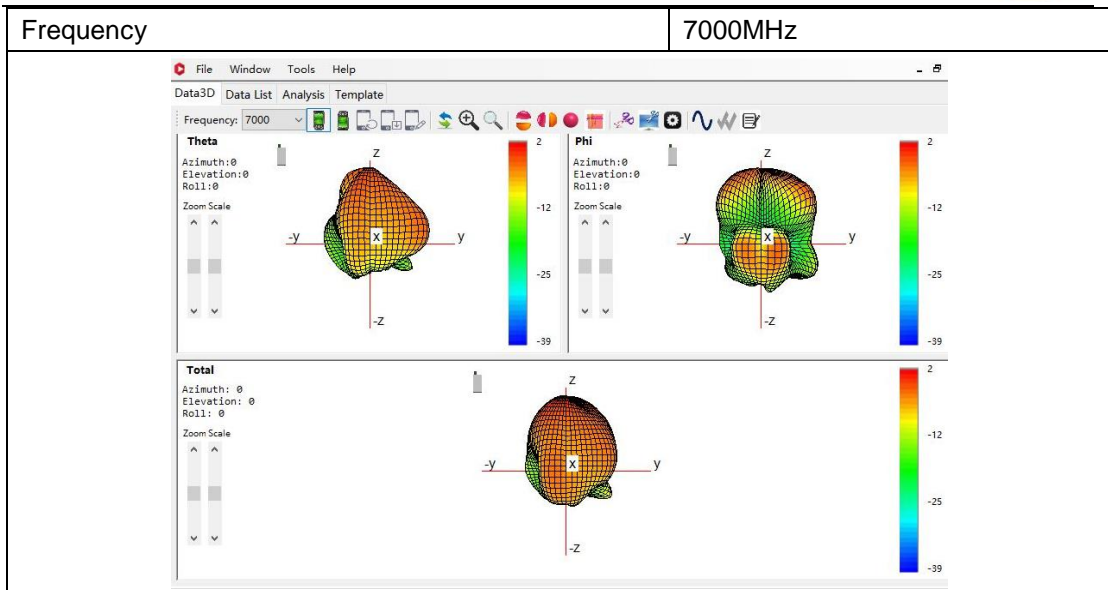 Frequency 7000MHz
File Window Tools Help
Data3D Data List Analysis Template
Frequency: 7000
Theta
Azimuth:0
Elevation:0
Roll:0
Zoom Scale
z
-y
X
y
-z
2
-12
-25
-39
Phi
Azimuth:0
Elevation:0
Roll:0
Zoom Scale
z
-y
X
y
-z
2
-12
-25
-39
Total
Azimuth: 0
Elevation: 0
Roll: 0
Zoom Scale
z
-y
X
y
-z
2
-12
-25
-39